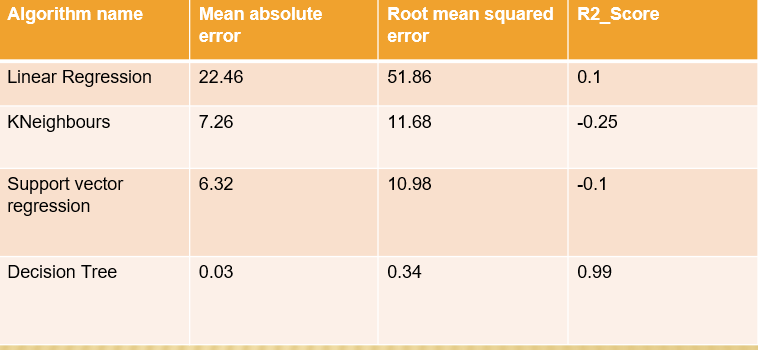 Algorithm name Mean absolute error Root mean squared error R2_Score
Linear Regression 22.46 51.86 0.1
KNeighbours 7.26 11.68 -0.25
Support vector regression 6.32 10.98 -0.1
Decision Tree 0.03 0.34 0.99